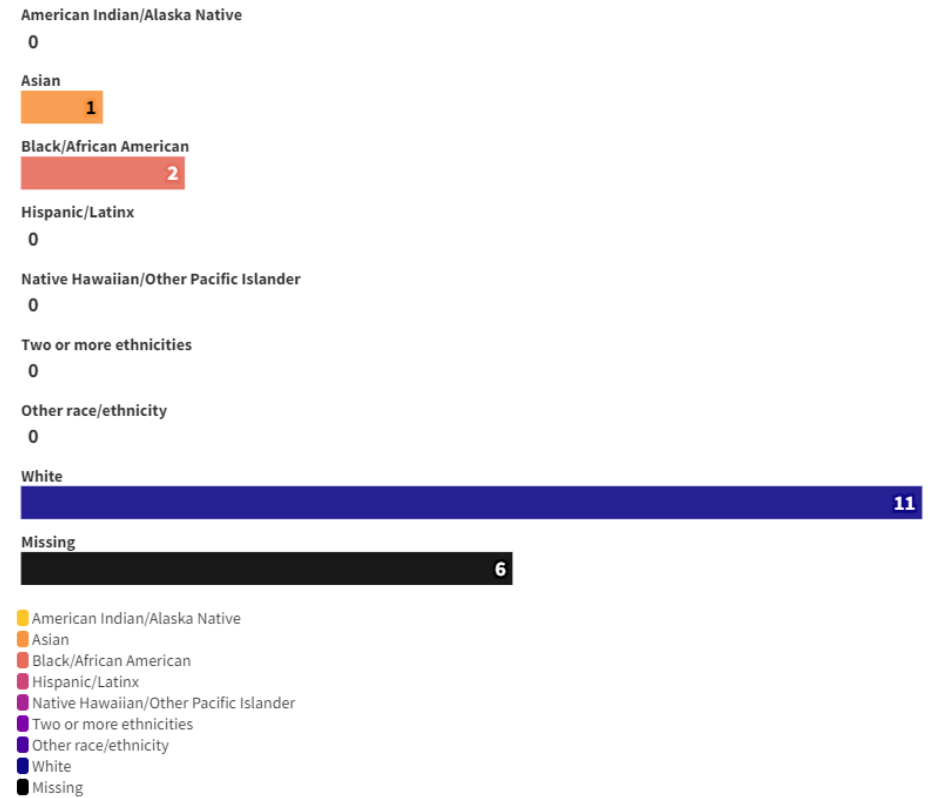 American Indian/Alaska Native
0
Asian
1
Black/African American
2
Hispanic/Latinx
0
Native Hawaiian/Other Pacific Islander
0
Two or more ethnicities
0
Other race/ethnicity
0
White
11
Missing
6
American Indian/Alaska Native
Asian
Black/African American
Hispanic/Latinx
Native Hawaiian/Other Pacific Islander
Two or more ethnicities
Other race/ethnicity
White
Missing